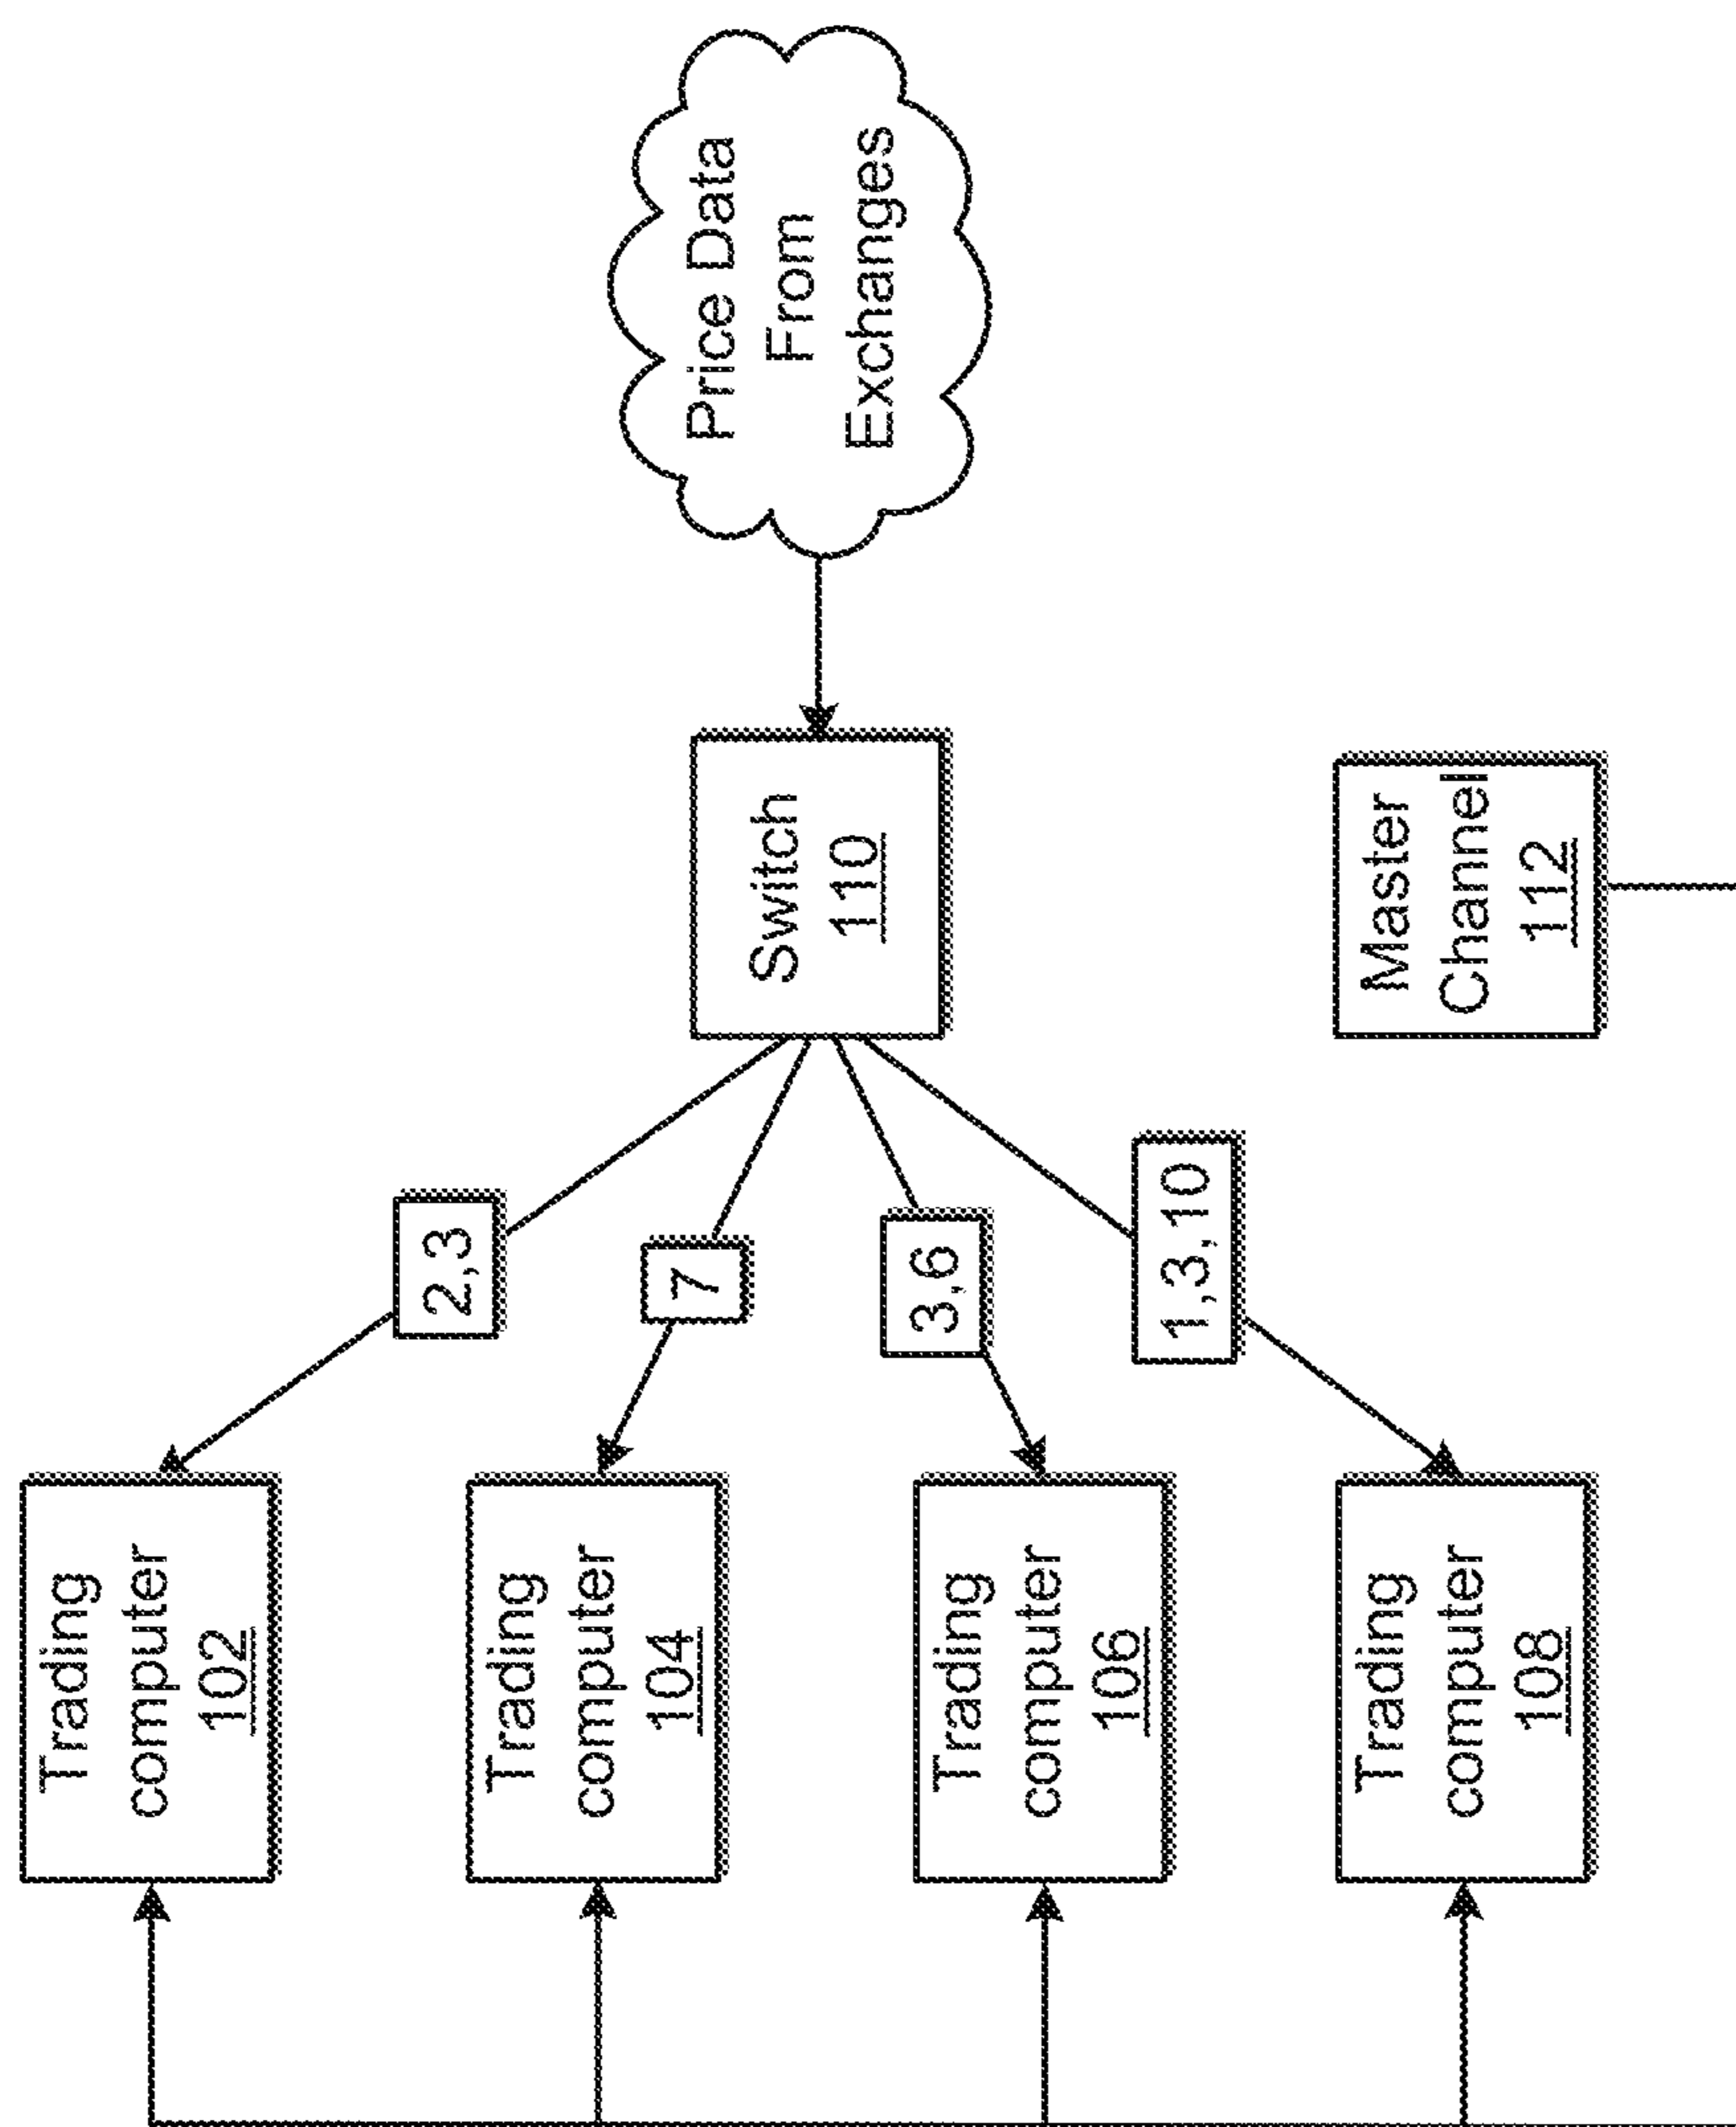 Price Data
From
Exchanges
Switch
110
Master
Channel
112
2,3
7
3,6
1,3,10
Trading
computer
102
Trading
computer
104
Trading
computer
106
Trading
computer
108